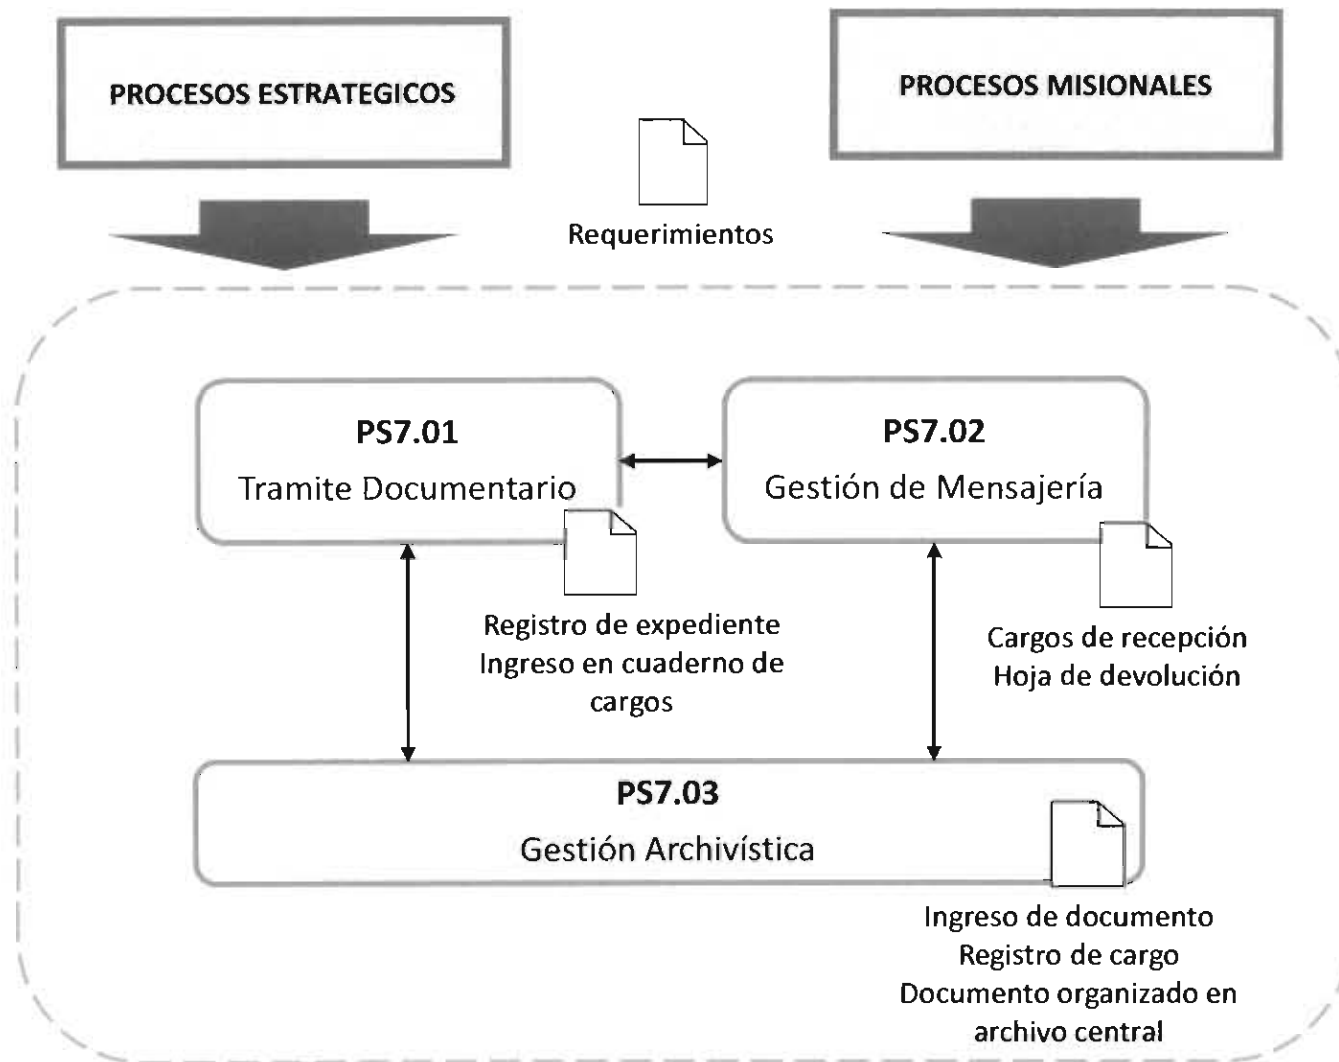 PROCESOS ESTRATEGICOS
PROCESOS MISIONALES
Requerimientos
PS7.01
Tramite Documentario
PS7.02
Gestión de Mensajería
Registro de expediente
Ingreso en cuaderno de
cargos
Cargos de recepción
Hoja de devolución
PS7.03
Gestión Archivística
Ingreso de documento
Registro de cargo
Documento organizado en
archivo central